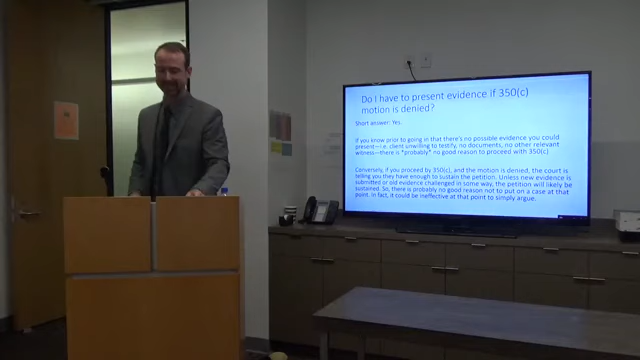 Do I have to present evidence if 350(c)
motion is denied?
Short answer: Yes.
If you know prior to going in that there's no possible evidence you could
present—i.e. client unwilling to testify, no documents, no other relevant
witness—there is *probably* no good reason to proceed with 350(c)
Conversely, if you proceed by 350(c), and the motion is denied, the court is
telling you they have enough to sustain the petition. Unless new evidence is
submitted or old evidence challenged in some way, the petition will likely be
sustained. So, there is probably no good reason not to put on a case at that
point. In fact, it could be ineffective at that point to simply argue.